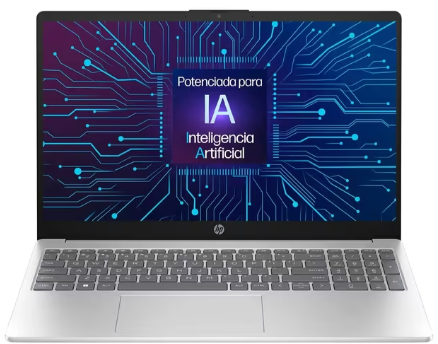 Potenciada para
IA
Inteligencia
Artificial
hp